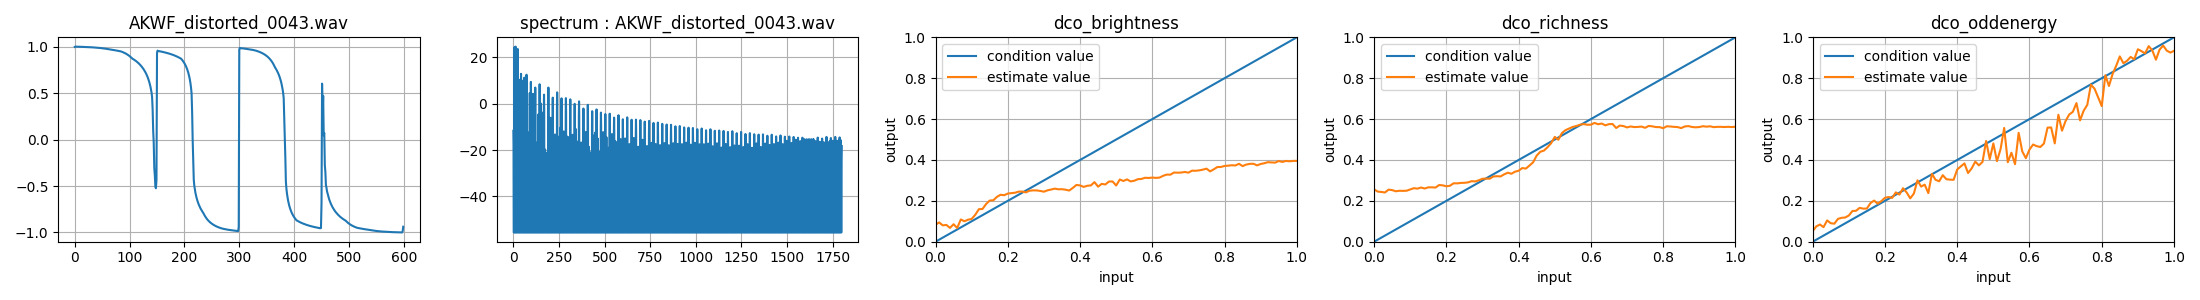 AKWF_distorted_0043.wav
1.0
0.5
0.0
−0.5
−1.0
0 100 200 300 400 500 600
spectrum : AKWF_distorted_0043.wav
20
0
−20
−40
0 250 500 750 1000 1250 1500 1750
dco_brightness
condition value
estimate value
output
1.0
0.8
0.6
0.4
0.2
0.0
0.0 0.2 0.4 0.6 0.8 1.0
input
dco_richness
condition value
estimate value
output
1.0
0.8
0.6
0.4
0.2
0.0
0.0 0.2 0.4 0.6 0.8 1.0
input
dco_oddenergy
condition value
estimate value
output
1.0
0.8
0.6
0.4
0.2
0.0
0.0 0.2 0.4 0.6 0.8 1.0
input